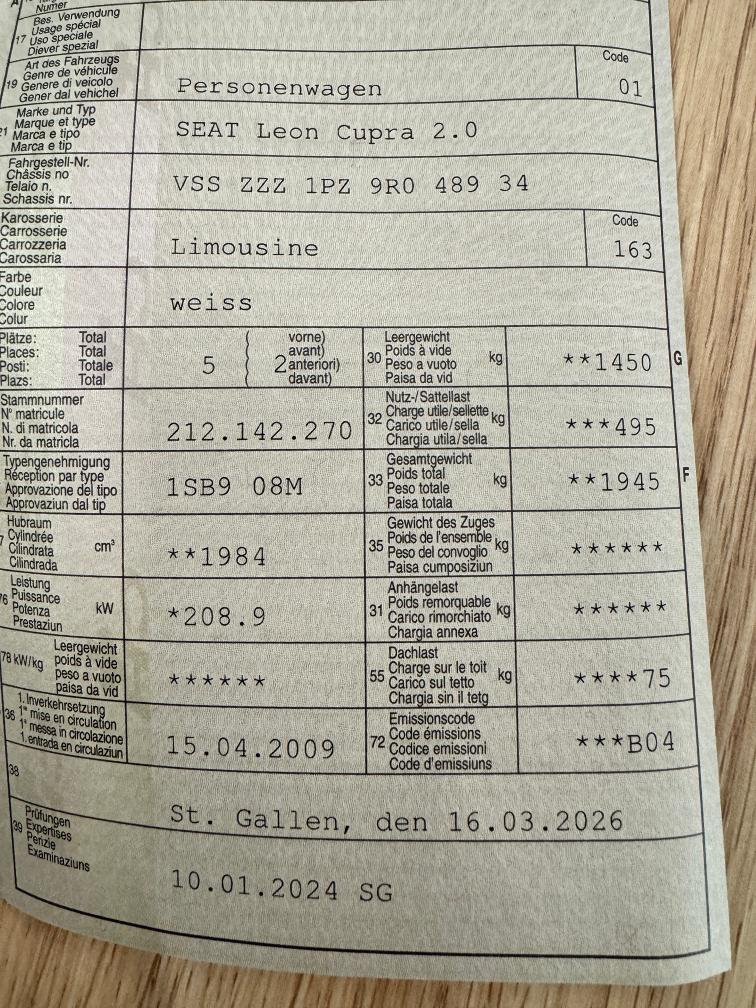 Numer
17
Bes. Verwendung
Usage spécial
Uso speciale
Diever spezial
19
Art des Fahrzeugs
Genre de véhicule
Genere di veicolo
Gener dal vehichel
Personenwagen
Code
01
21
Marke und Typ
Marque et type
Marca e tipo
Marca e tip
SEAT Leon Cupra 2.0
Fahrgestell-Nr.
Châssis no
Telaio n.
Schassis nr.
VSS ZZZ 1PZ 9R0 489 34
Karosserie
Carrosserie
Carrozzeria
Carossaria
Limousine
Code
163
Farbe
Couleur
Colore
Colur
weiss
Plätze: Total
Places: Total
Posti: Totale
Plazs: Total
5
2
vorne)
avant)
anteriori)
davant)
30
Leergewicht
Poids à vide
Peso a vuoto
Paisa da vid
kg
**1450
G
Stammnummer
N° matricule
N. di matricola
Nr. da matricla
212.142.270
32
Nutz-/Sattellast
Charge utile/sellette
Carico utile/sella
Chargia utila/sella
kg
***495
Typengenehmigung
Réception par type
Approvazione del tipo
Approvaziun dal tip
1SB9 08M
33
Gesamtgewicht
Poids total
Peso totale
Paisa totala
kg
**1945
F
Hubraum
Cylindrée
Cilindrata
Cilindrada
cm³
**1984
35
Gewicht des Zuges
Poids de l'ensemble
Peso del convoglio
Paisa cumposiziun
kg
******
76
Leistung
Puissance
Potenza
Prestaziun
kW
*208.9
31
Anhängelast
Poids remorquable
Carico rimorchiato
Chargia annexa
kg
******
78 kW/kg
Leergewicht
poids à vide
peso a vuoto
paisa da vid
******
55
Dachlast
Charge sur le toit
Carico sul tetto
Chargia sin il tetg
kg
****75
36
1. Inverkehrsetzung
1re mise en circulation
1a messa in circolazione
1. entrada en circulaziun
15.04.2009
72
Emissionscode
Code émissions
Codice emissioni
Code d'emissiuns
***B04
38
St. Gallen, den 16.03.2026
39
Prüfungen
Expertises
Perizie
Examinaziuns
10.01.2024 SG